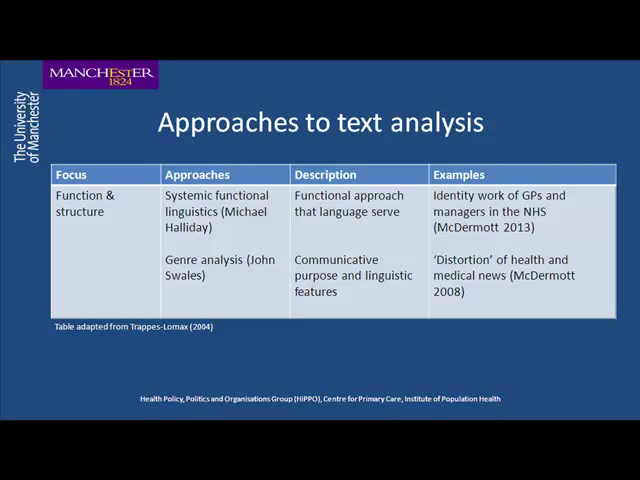 MANCHESTER
1824
The University
of Manchester
Approaches to text analysis
Focus
Approaches
Description
Examples
Function &
structure
Systemic functional
linguistics (Michael
Halliday)
Functional approach
that language serve
Identity work of GPs and
managers in the NHS
(McDermott 2013)
Genre analysis (John
Swales)
Communicative
purpose and linguistic
features
‘Distortion’ of health and
medical news (McDermott
2008)
Table adapted from Trappes-Lomax (2004)
Health Policy, Politics and Organisations Group (HiPPO), Centre for Primary Care, Institute of Population Health